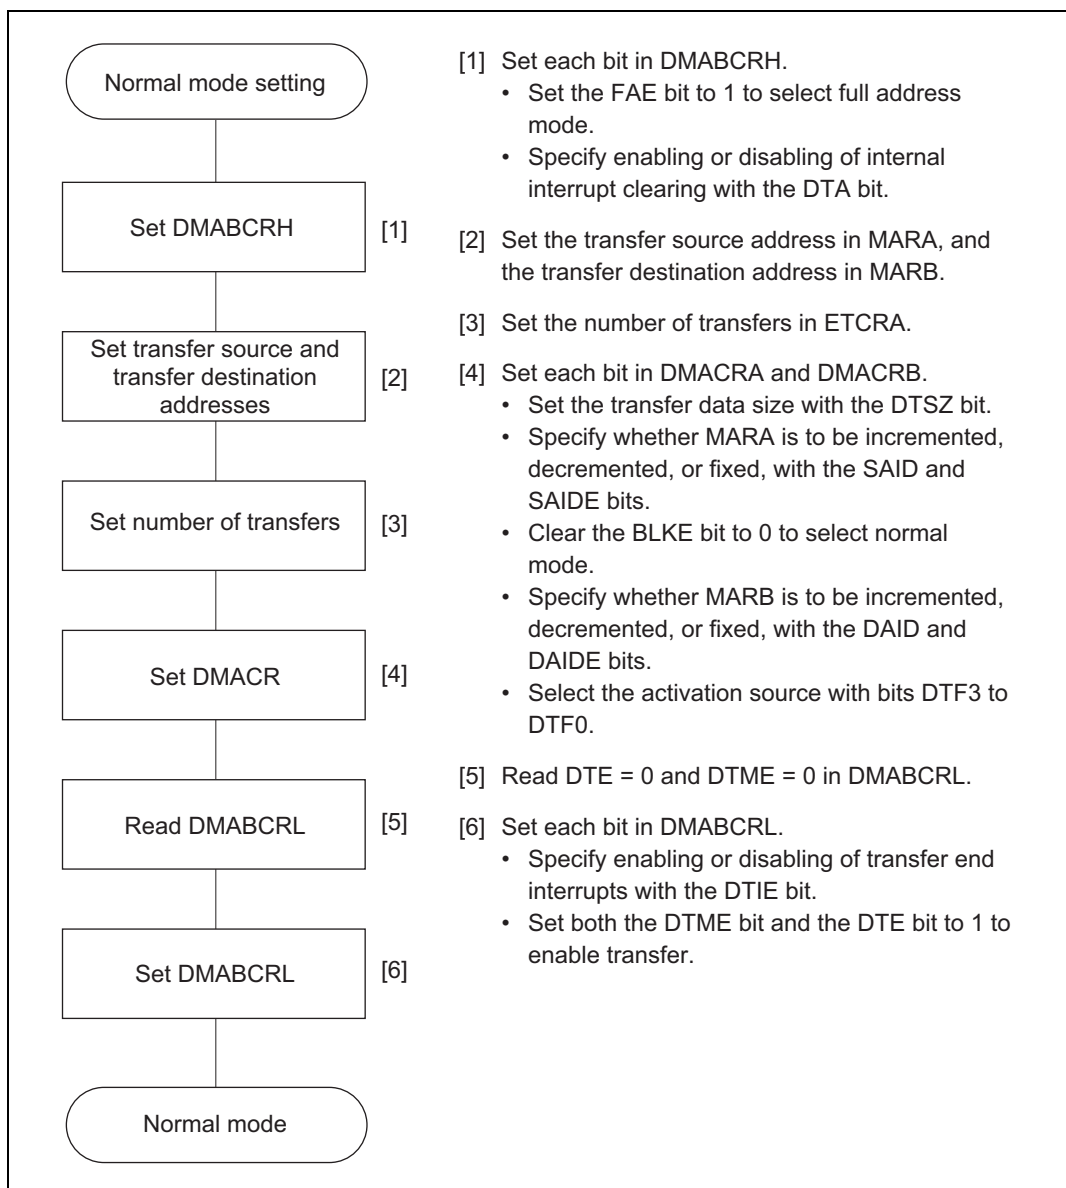 Normal mode setting
Set DMABCRH
[1]
Set transfer source and
transfer destination
addresses
[2]
Set number of transfers
[3]
Set DMACR
[4]
Read DMABCRL
[5]
Set DMABCRL
[6]
Normal mode
[1] Set each bit in DMABCRH.
• Set the FAE bit to 1 to select full address
mode.
• Specify enabling or disabling of internal
interrupt clearing with the DTA bit.
[2] Set the transfer source address in MARA, and
the transfer destination address in MARB.
[3] Set the number of transfers in ETCRA.
[4] Set each bit in DMACRA and DMACRB.
• Set the transfer data size with the DTSZ bit.
• Specify whether MARA is to be incremented,
decremented, or fixed, with the SAID and
SAIDE bits.
• Clear the BLKE bit to 0 to select normal
mode.
• Specify whether MARB is to be incremented,
decremented, or fixed, with the DAID and
DAIDE bits.
• Select the activation source with bits DTF3 to
DTF0.
[5] Read DTE = 0 and DTME = 0 in DMABCRL.
[6] Set each bit in DMABCRL.
• Specify enabling or disabling of transfer end
interrupts with the DTIE bit.
• Set both the DTME bit and the DTE bit to 1 to
enable transfer.